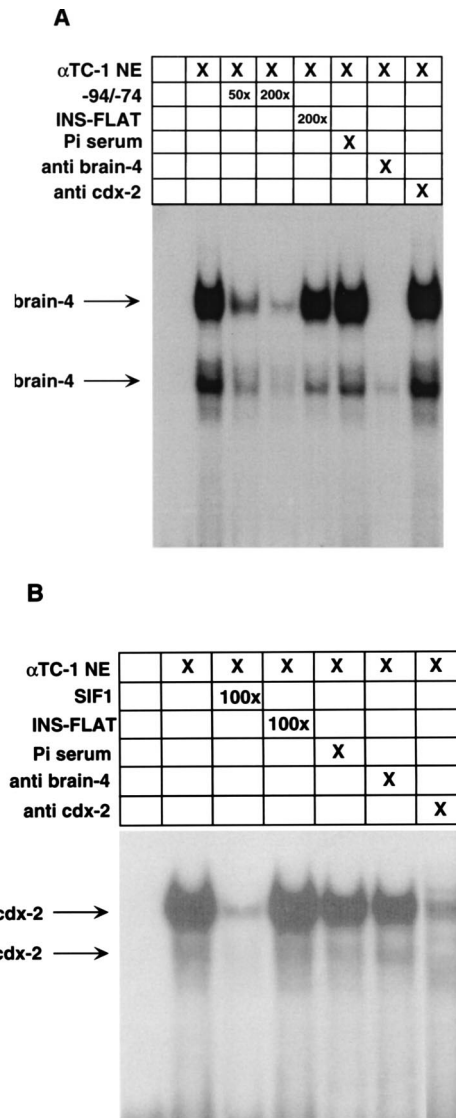 A
αTC-1 NE X X X X X X X
-94/-74 50x 200x
INS-FLAT 200x
Pi serum X
anti brain-4 X
anti cdx-2 X
brain-4
brain-4
B
αTC-1 NE X X X X X X
SIF1 100x
INS-FLAT 100x
Pi serum X
anti brain-4 X
anti cdx-2 X
cdx-2
cdx-2